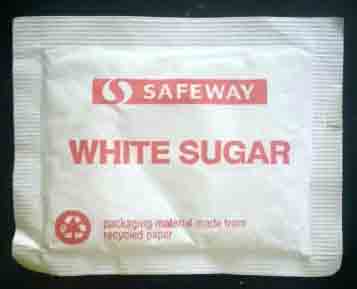 SAFEWAY
WHITE SUGAR
packaging material made from
recycled paper